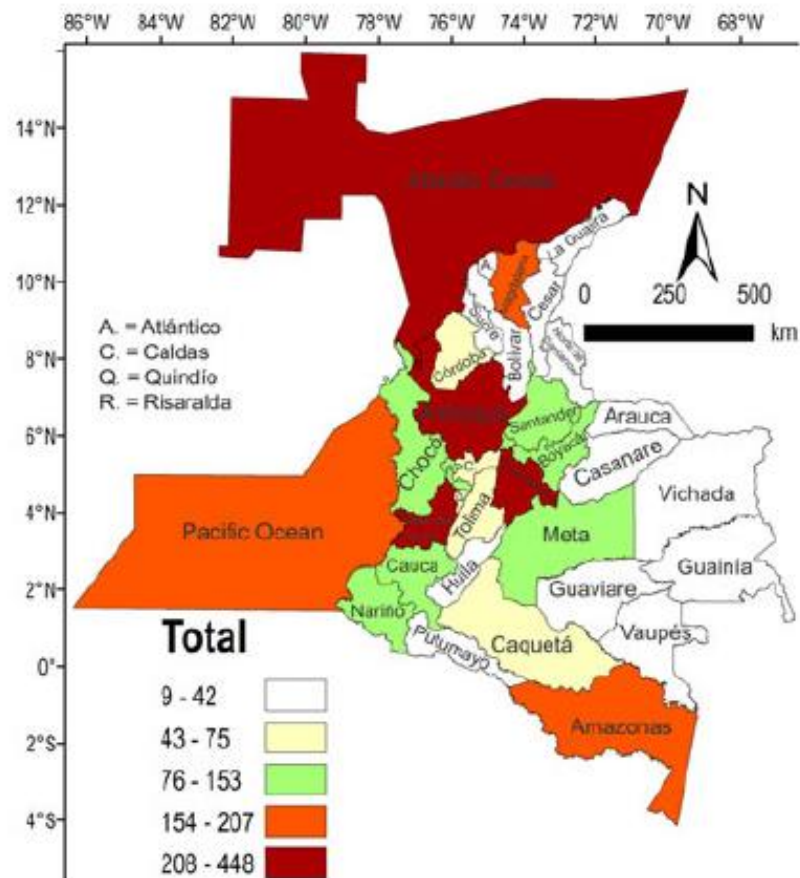 86°W 84°W 82°W 80°W 78°W 76°W 74°W 72°W 70°W 68°W
14°N
12°N
10°N
8°N
6°N
4°N
2°N
0°
2°S
4°S
N
0 250 500
km
A. = Atlántico
C. = Caldas
Q. = Quindío
R. = Risaralda
La Guajira
A.
Cesar
Sucre
Bolívar
Córdoba
Santander
Arauca
Boyacá
Casanare
Chocó
Vichada
Tolima
Pacific Ocean
Meta
Cauca
Huila
Guainía
Guaviare
Nariño
Vaupés
Putumayo
Caquetá
Amazonas
Total
9 - 42
43 - 75
76 - 153
154 - 207
208 - 448